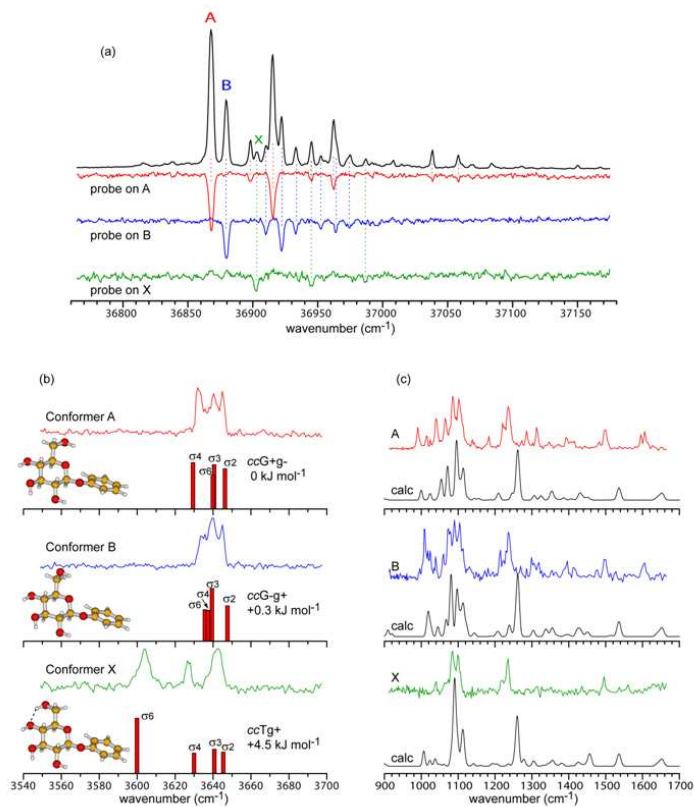 (a)
A
B
X
probe on A
probe on B
probe on X
36800 36850 36900 36950 37000 37050 37100 37150
wavenumber (cm⁻¹)
(b)
Conformer A
σ4 σ3 σ2
σ6
ccG+g-
0 kJ mol⁻¹
Conformer B
σ3
σ4
σ6 σ2
ccG-g+
+0.3 kJ mol⁻¹
Conformer X
σ6
σ4 σ3 σ2
ccTg+
+4.5 kJ mol⁻¹
3540 3560 3580 3600 3620 3640 3660 3680 3700
wavenumber (cm⁻¹)
(c)
A
calc
B
calc
X
calc
900 1000 1100 1200 1300 1400 1500 1600 1700
wavenumber (cm⁻¹)